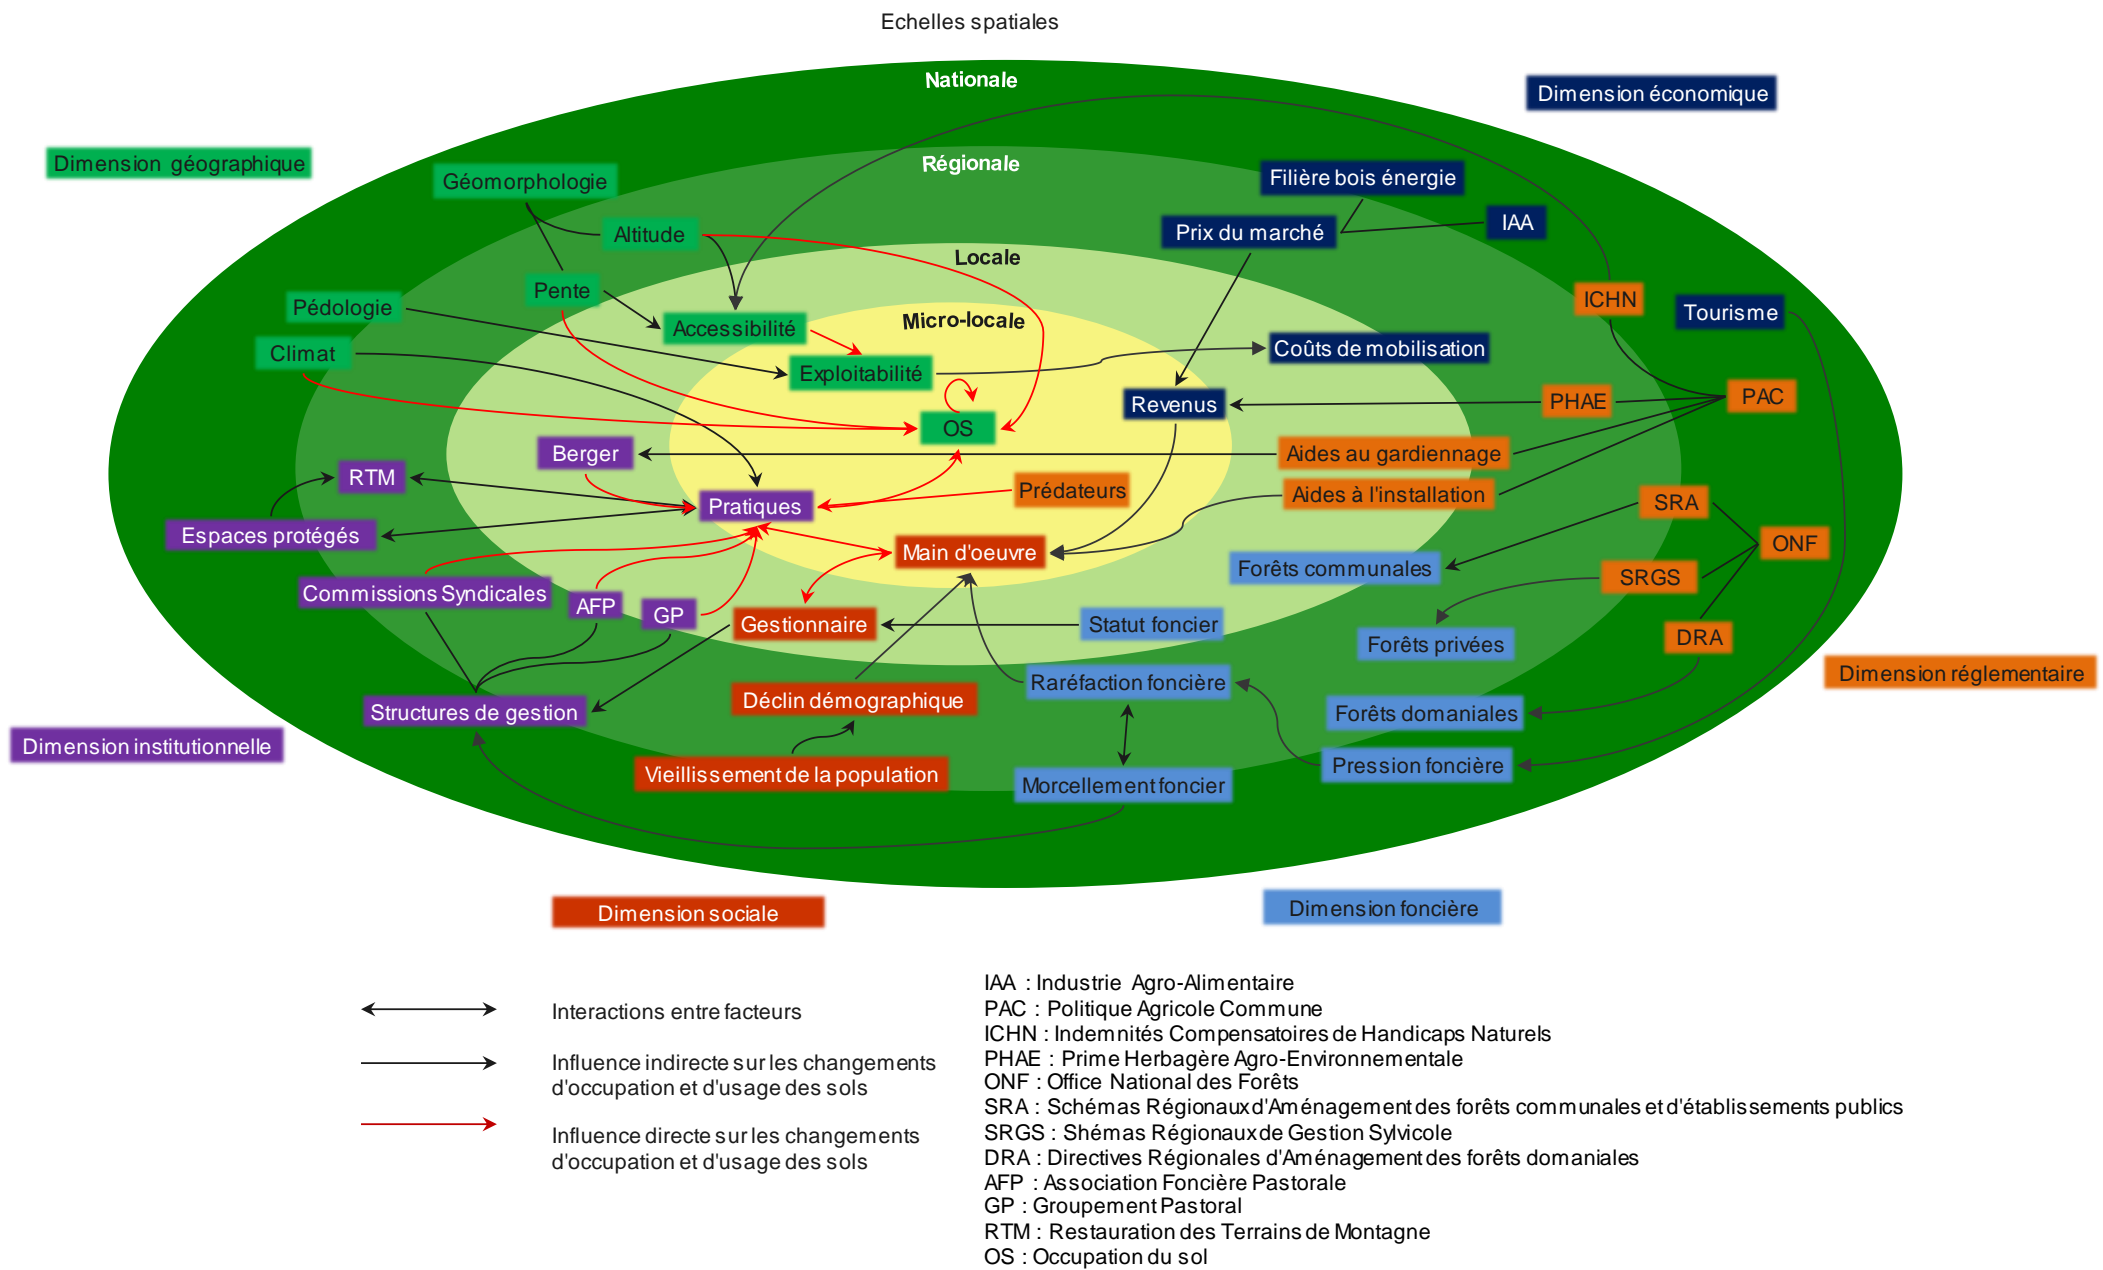 Echelles spatiales
Nationale
Dimension économique
Dimension géographique
Régionale
Géomorphologie
Filière bois énergie
Altitude
Prix du marché
IAA
Locale
Pente
ICHN
Pédologie
Tourisme
Accessibilité
Micro-locale
Climat
Coûts de mobilisation
Exploitabilité
Revenus
PHAE
PAC
OS
Berger
Aides au gardiennage
RTM
Prédateurs
Aides à l'installation
Pratiques
SRA
Espaces protégés
Main d'oeuvre
ONF
Forêts communales
SRGS
Commissions Syndicales
AFP
GP
Gestionnaire
Statut foncier
Forêts privées
DRA
Dimension réglementaire
Raréfaction foncière
Déclin démographique
Structures de gestion
Forêts domaniales
Dimension institutionnelle
Vieillissement de la population
Pression foncière
Morcellement foncier
Dimension sociale
Dimension foncière
Interactions entre facteurs
Influence indirecte sur les changements
d'occupation et d'usage des sols
Influence directe sur les changements
d'occupation et d'usage des sols
IAA : Industrie Agro-Alimentaire
PAC : Politique Agricole Commune
ICHN : Indemnités Compensatoires de Handicaps Naturels
PHAE : Prime Herbagère Agro-Environnementale
ONF : Office National des Forêts
SRA : Schémas Régionaux d'Aménagement des forêts communales et d'établissements publics
SRGS : Shémas Régionaux de Gestion Sylvicole
DRA : Directives Régionales d'Aménagement des forêts domaniales
AFP : Association Foncière Pastorale
GP : Groupement Pastoral
RTM : Restauration des Terrains de Montagne
OS : Occupation du sol